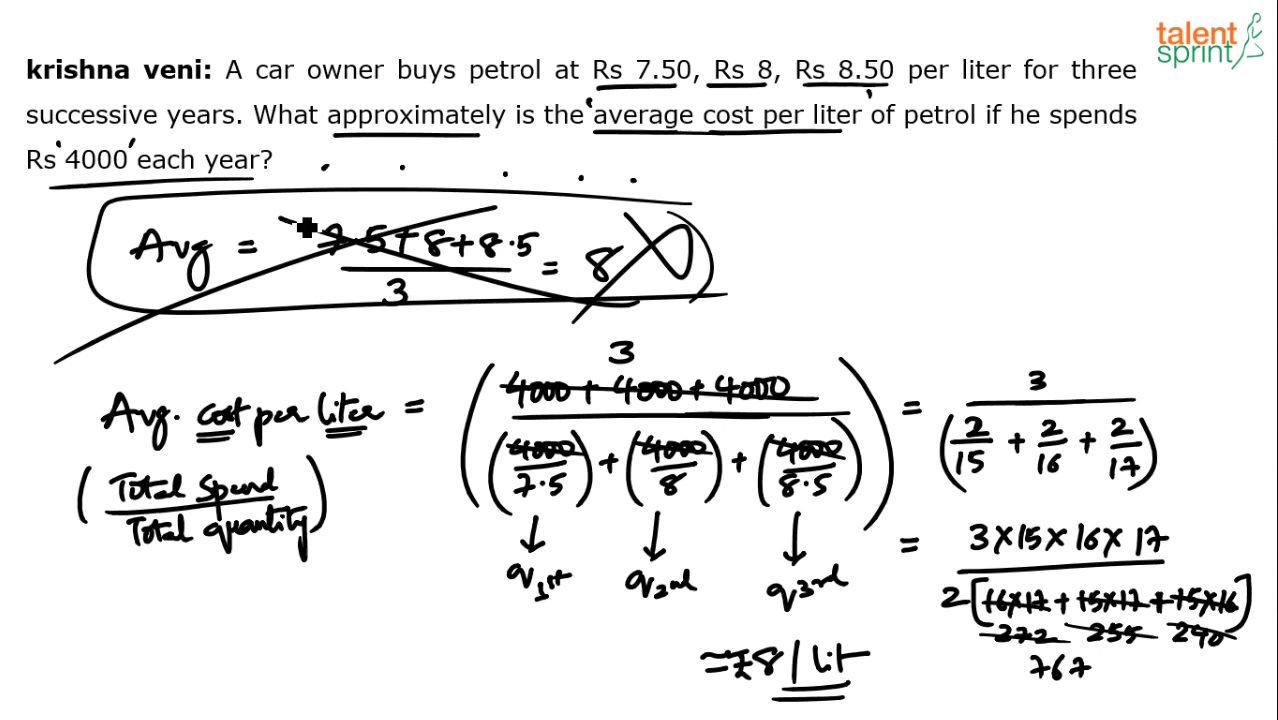 talent
sprint
krishna veni: A car owner buys petrol at Rs 7.50, Rs 8, Rs 8.50 per liter for three
successive years. What approximately is the 'average cost per liter' of petrol if he spends
Rs '4000' each year?
Avg = 7.5+8+8.5 / 3 = 8
Avg. cost per liter = ( 3 4000 + 4000 + 4000 / (4000/7.5) + (4000/8) + (4000/8.5) ) = 3 / (2/15 + 2/16 + 2/17)
( Total Spend / Total quantity )
q1st q2nd q3rd
= 3×15×16×17 / 2[16×17 + 15×17 + 15×16]
272 255 240
767
≈ ₹8/lit